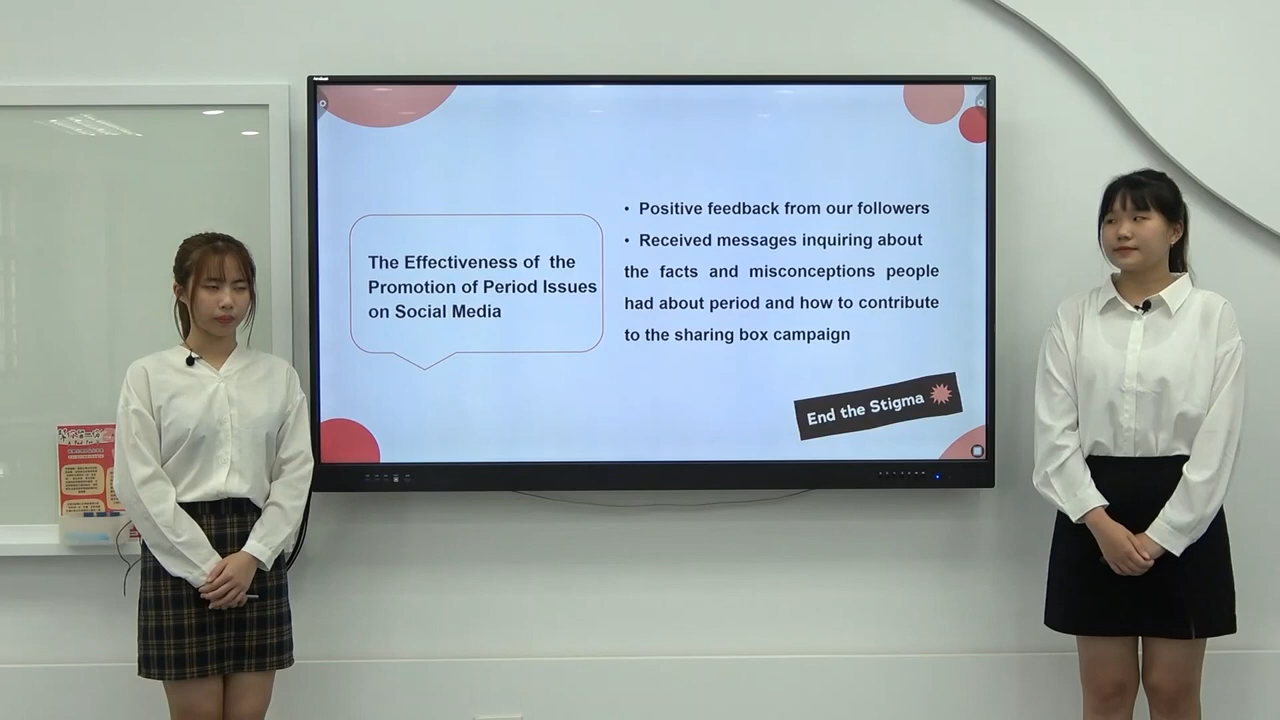 The Effectiveness of the
Promotion of Period Issues
on Social Media
• Positive feedback from our followers
• Received messages inquiring about
the facts and misconceptions people
had about period and how to contribute
to the sharing box campaign
End the Stigma